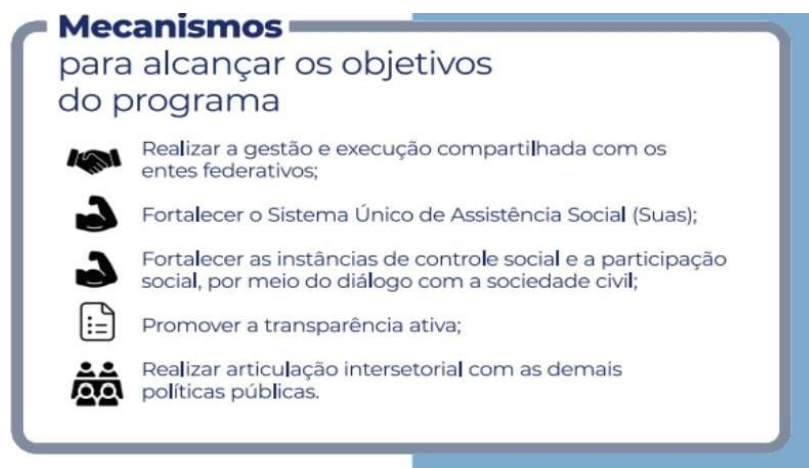 Mecanismos
para alcançar os objetivos
do programa
Realizar a gestão e execução compartilhada com os
entes federativos;
Fortalecer o Sistema Único de Assistência Social (Suas);
Fortalecer as instâncias de controle social e a participação
social, por meio do diálogo com a sociedade civil;
Promover a transparência ativa;
Realizar articulação intersetorial com as demais
políticas públicas.